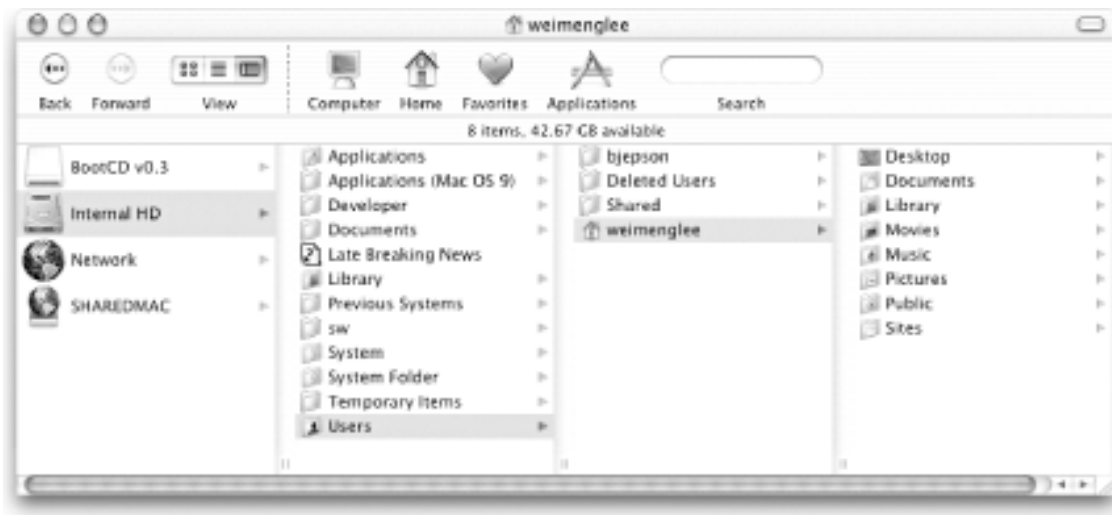 weimenglee
Back Forward View Computer Home Favorites Applications Search
8 items, 42.67 GB available
BootCD v0.3
Internal HD
Network
SHAREDMAC
Applications
Applications (Mac OS 9)
Developer
Documents
Late Breaking News
Library
Previous Systems
sw
System
System Folder
Temporary Items
Users
bjepson
Deleted Users
Shared
weimenglee
Desktop
Documents
Library
Movies
Music
Pictures
Public
Sites